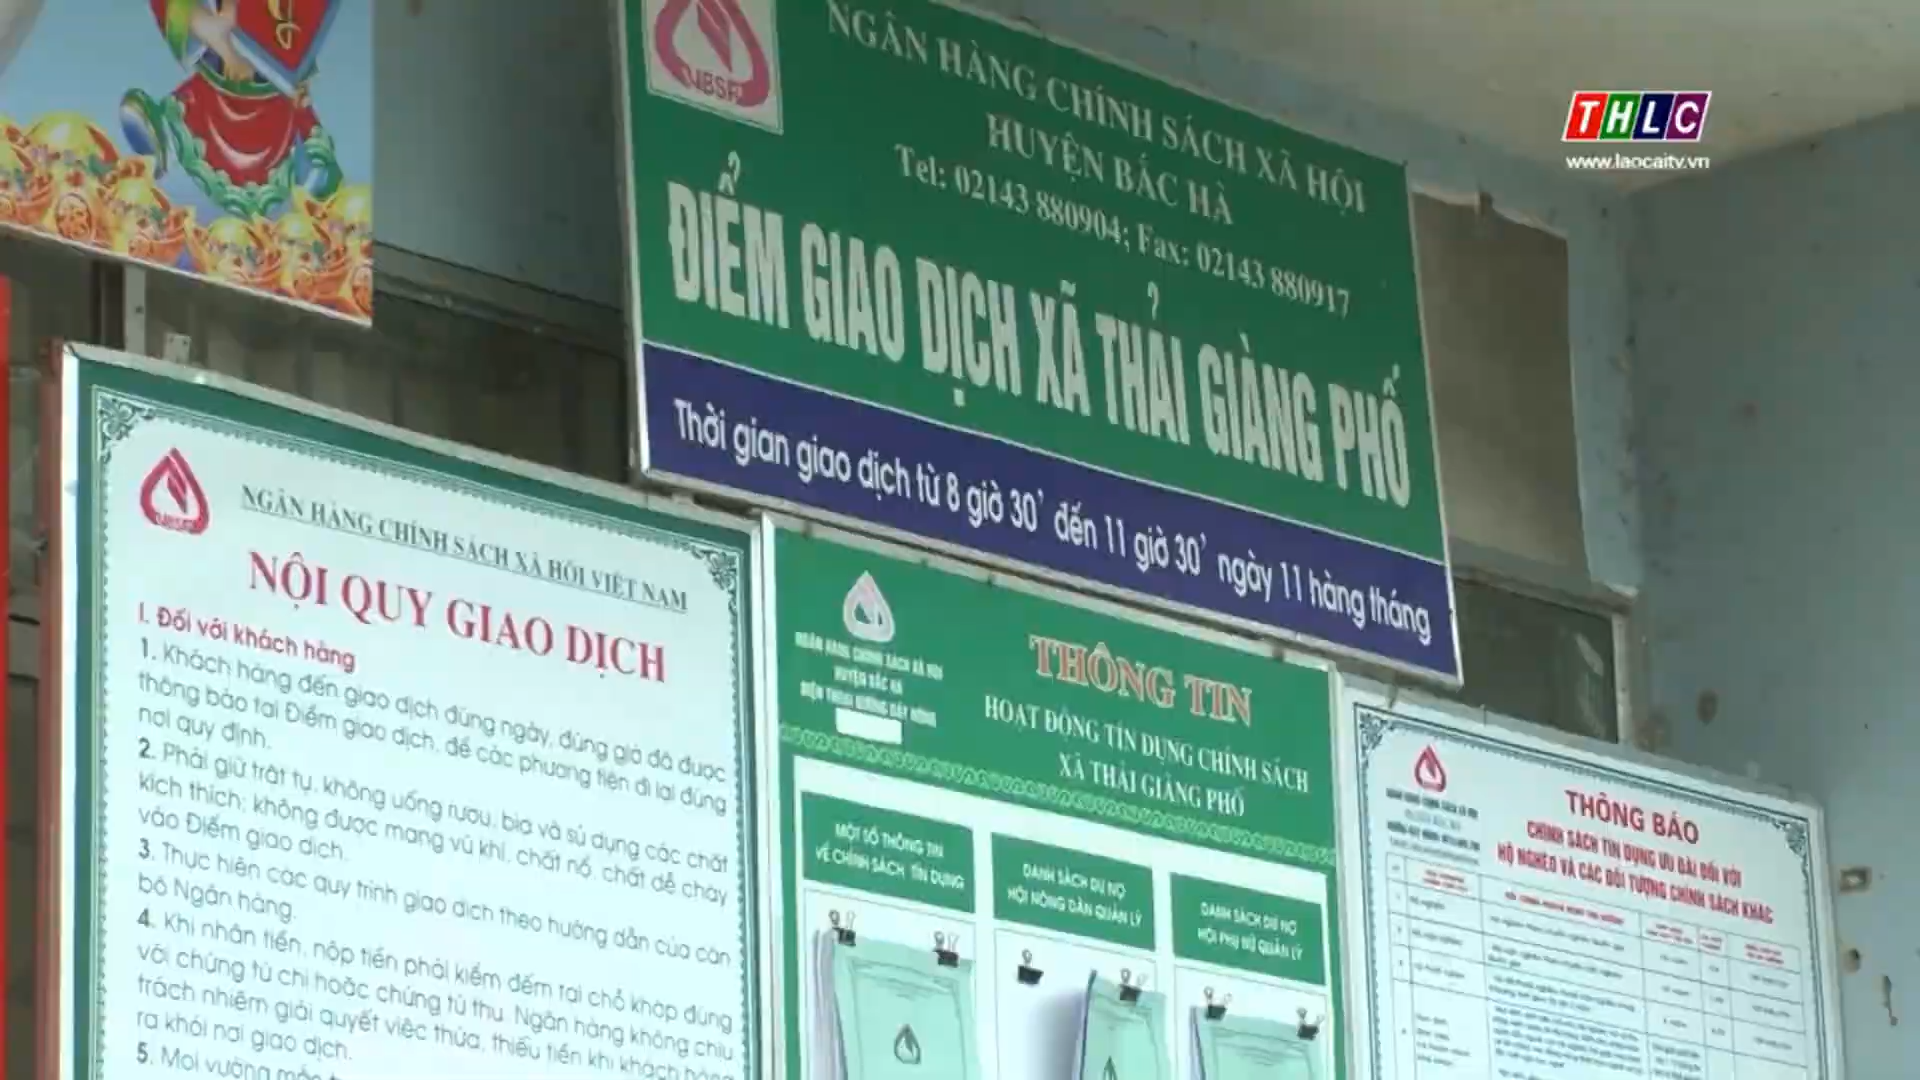 VBSP
NGÂN HÀNG CHÍNH SÁCH XÃ HỘI
HUYỆN BẮC HÀ
Tel: 02143 880904; Fax: 02143 880917
ĐIỂM GIAO DỊCH XÃ THẢI GIÀNG PHỐ
Thời gian giao dịch từ 8 giờ 30' đến 11 giờ 30' ngày 11 hàng tháng
THLC
www.laocaitv.vn
VBSP
NGÂN HÀNG CHÍNH SÁCH XÃ HỘI VIỆT NAM
NỘI QUY GIAO DỊCH
I. Đối với khách hàng
1. Khách hàng đến giao dịch đúng ngày, đúng giờ đã được
thông báo tại Điểm giao dịch, để các phương tiện đi lại đúng
nơi quy định.
2. Phải giữ trật tự, không uống rượu, bia và sử dụng các chất
kích thích; không được mang vũ khí, chất nổ, chất dễ cháy
vào Điểm giao dịch.
3. Thực hiện các quy trình giao dịch theo hướng dẫn của cán
bộ Ngân hàng.
4. Khi nhận tiền, nộp tiền phải kiểm đếm tại chỗ khớp đúng
với chứng từ chi hoặc chứng từ thu. Ngân hàng không chịu
trách nhiệm giải quyết việc thừa, thiếu tiền khi khách hàng
ra khỏi nơi giao dịch.
5. Mọi vướng mắc
NGÂN HÀNG CHÍNH SÁCH XÃ HỘI
HUYỆN BẮC HÀ
ĐIỆN THOẠI ĐƯỜNG DÂY NÓNG
THÔNG TIN
HOẠT ĐỘNG TÍN DỤNG CHÍNH SÁCH
XÃ THẢI GIÀNG PHỐ
MỘT SỐ THÔNG TIN
VỀ CHÍNH SÁCH TÍN DỤNG
DANH SÁCH DƯ NỢ
HỘI NÔNG DÂN QUẢN LÝ
DANH SÁCH DƯ NỢ
HỘI PHỤ NỮ QUẢN LÝ
THÔNG BÁO
CHÍNH SÁCH TÍN DỤNG ƯU ĐÃI ĐỐI VỚI
HỘ NGHÈO VÀ CÁC ĐỐI TƯỢNG CHÍNH SÁCH KHÁC